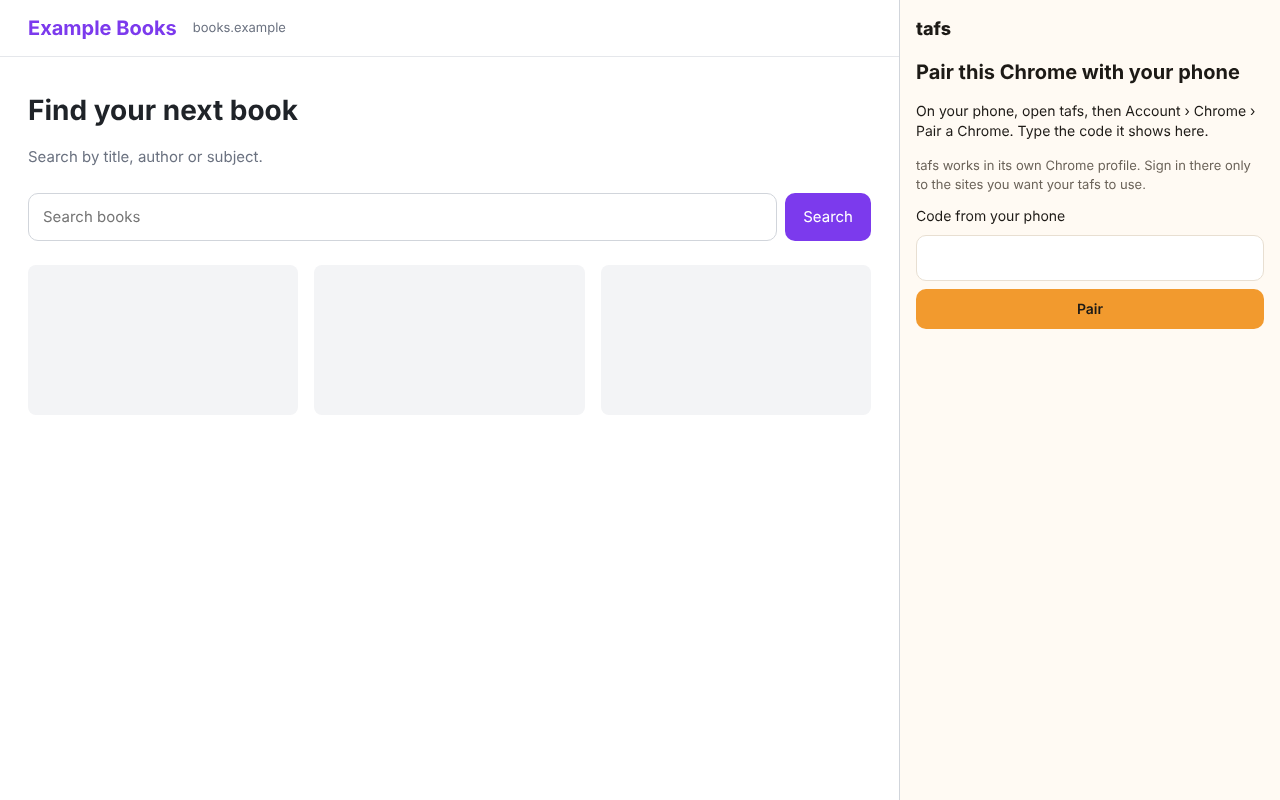 Example Books
books.example
Find your next book
Search by title, author or subject.
Search books
Search
tafs
Pair this Chrome with your phone
On your phone, open tafs, then Account › Chrome ›
Pair a Chrome. Type the code it shows here.
tafs works in its own Chrome profile. Sign in there only
to the sites you want your tafs to use.
Code from your phone
Pair